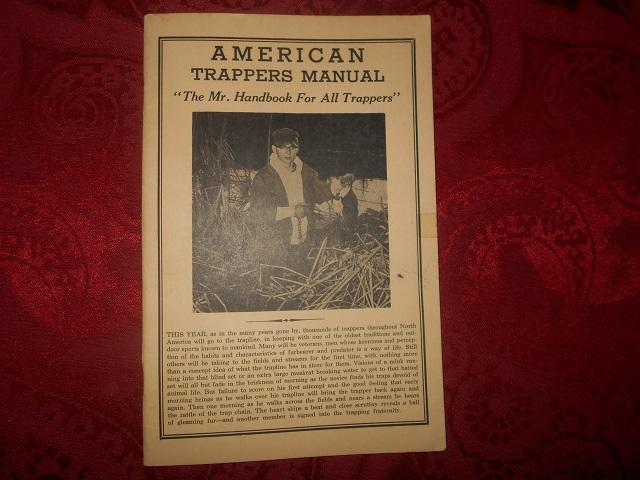 AMERICAN
TRAPPERS MANUAL
"The Mr. Handbook For All Trappers"
THIS YEAR, as in the many years gone by, thousands of trappers throughout North
America will go to the trapline, in keeping with one of the oldest traditions and out-
door sports known to mankind. Many will be veterans, men whose keenness and percep-
tion of the habits and characteristics of furbearer and predator is a way of life. Still
others will be taking to the fields and streams for the first time, with nothing more
than a concept idea of what the trapline has in store for them. Visions of a mink run-
ning into that blind set or an extra large muskrat breaking water to get to that baited
set will all but fade in the briskness of morning as the novice finds his traps devoid of
animal life. But failure to score on his first attempt and the good feeling that early
morning brings as he walks over his trapline will bring the trapper back again and
again. Then one morning as he walks across the fields and nears a stream he hears
the rattle of the trap chain. The heart skips a beat and close scrutiny reveals a ball
of gleaming fur—and another member is signed into the trapping fraternity.